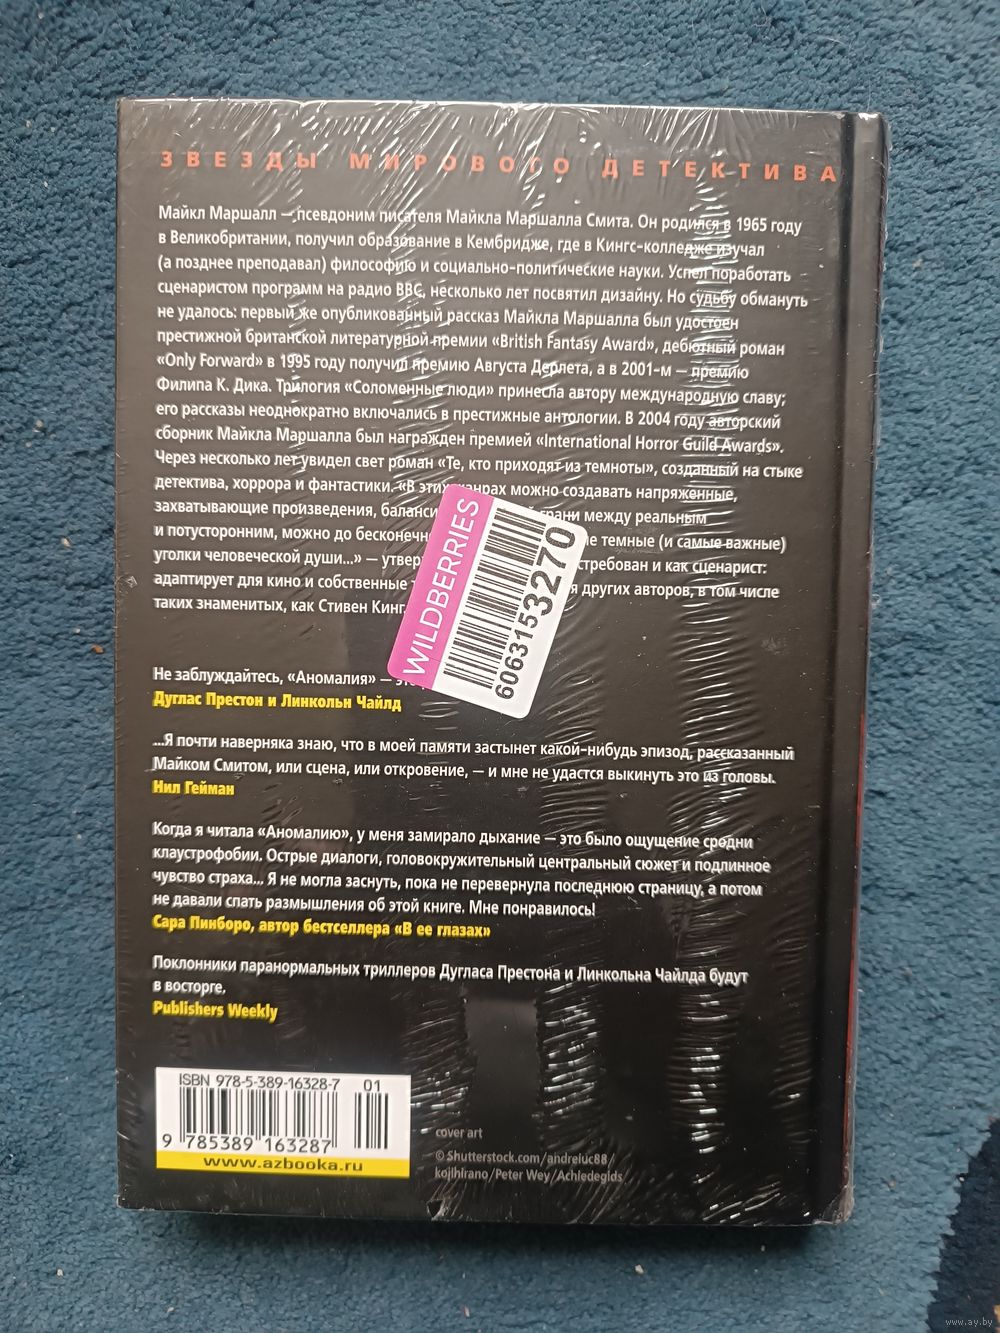 ЗВЕЗДЫ МИРОВОГО ДЕТЕКТИВА
Майкл Маршалл — псевдоним писателя Майкла Маршалла Смита. Он родился в 1965 году
в Великобритании, получил образование в Кембридже, где в Кингс-колледже изучал
(а позднее преподавал) философию и социально-политические науки. Успел поработать
сценаристом программ на радио BBC, несколько лет посвятил дизайну. Но судьбу обмануть
не удалось: первый же опубликованный рассказ Майкла Маршалла был удостоен
престижной британской литературной премии «British Fantasy Award», дебютный роман
«Only Forward» в 1995 году получил премию Августа Дерлета, а в 2001-м — премию
Филипа К. Дика. Трилогия «Соломенные люди» принесла автору международную славу;
его рассказы неоднократно включались в престижные антологии. В 2004 году авторский
сборник Майкла Маршалла был награжден премией «International Horror Guild Awards».
Через несколько лет увидел свет роман «Те, кто приходят из темноты», созданный на стыке
детектива, хоррора и фантастики. «В этих жанрах можно создавать напряженные,
захватывающие произведения, грани между реальным
и потусторонним, можно до темные (и самые важные)
уголки человеческой души...» — и как сценарист:
адаптирует для кино и собственные других авторов, в том числе
таких знаменитых, как Стивен Кинг
WILDBERRIES
606315 3270
Не заблуждайтесь, «Аномалия» —
Дуглас Престон и Линкольн Чайлд
...Я почти наверняка знаю, что в моей памяти застынет какой-нибудь эпизод, рассказанный
Майком Смитом, или сцена, или откровение, — и мне не удастся выкинуть это из головы.
Нил Гейман
Когда я читала «Аномалию», у меня замирало дыхание — это было ощущение сродни
клаустрофобии. Острые диалоги, головокружительный центральный сюжет и подлинное
чувство страха... Я не могла заснуть, пока не перевернула последнюю страницу, а потом
не давали спать размышления об этой книге. Мне понравилось!
Сара Пинборо, автор бестселлера «В ее глазах»
Поклонники паранормальных триллеров Дугласа Престона и Линкольна Чайлда будут
в восторге.
Publishers Weekly
ISBN 978-5-389-16328-7 01
9 785389 163287
www.azbooka.ru
cover art
© Shutterstock.com/andreiuc88/
kojihirano/Peter Wey/Achiedegids
www.ay.by